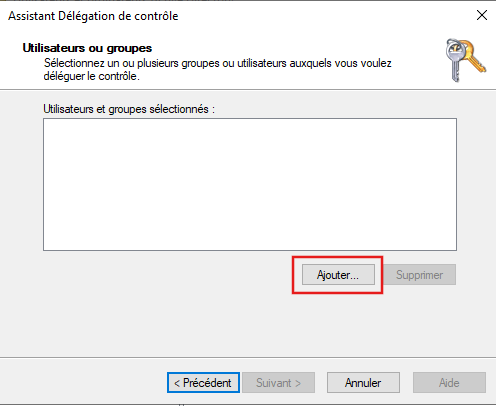 Assistant Délégation de contrôle
Utilisateurs ou groupes
Sélectionnez un ou plusieurs groupes ou utilisateurs auxquels vous voulez
déléguer le contrôle.
Utilisateurs et groupes sélectionnés :
Ajouter... Supprimer
< Précédent Suivant > Annuler Aide